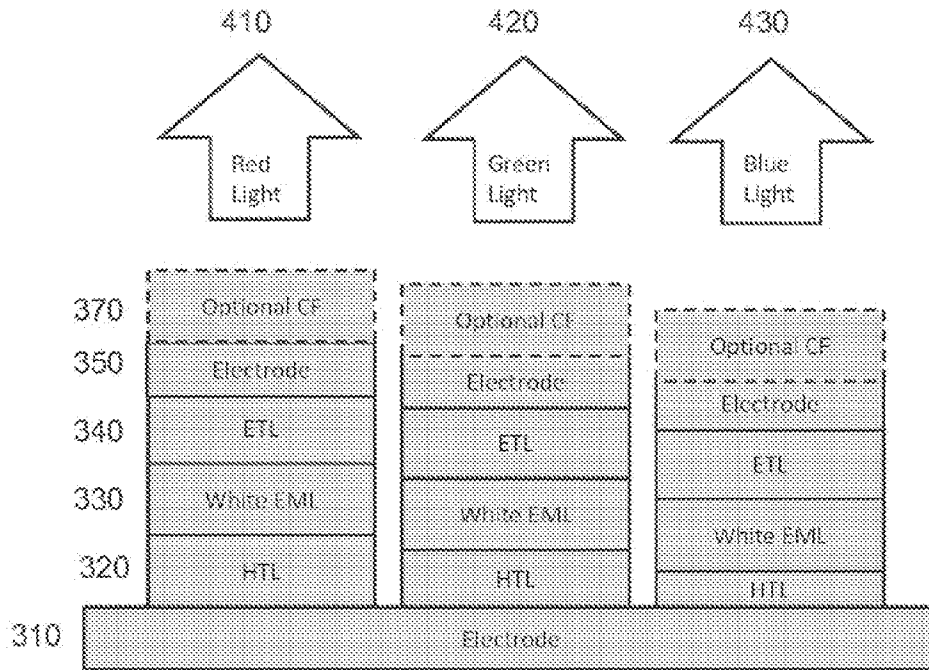 410 420 430
Red Green Blue
Light Light Light
370 Optional CF Optional CF Optional CF
350 Electrode Electrode Electrode
340 ETL ETL ETL
330 White EML White EML White EML
320 HTL HTL HTL
310 Electrode